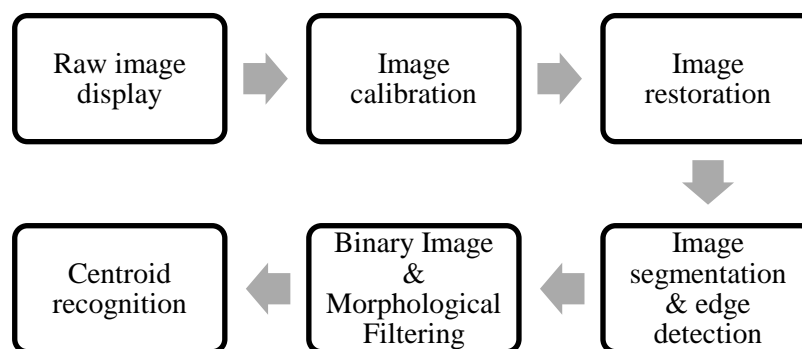 Raw image
display
Image
calibration
Image
restoration
Image
segmentation
& edge
detection
Binary Image
&
Morphological
Filtering
Centroid
recognition